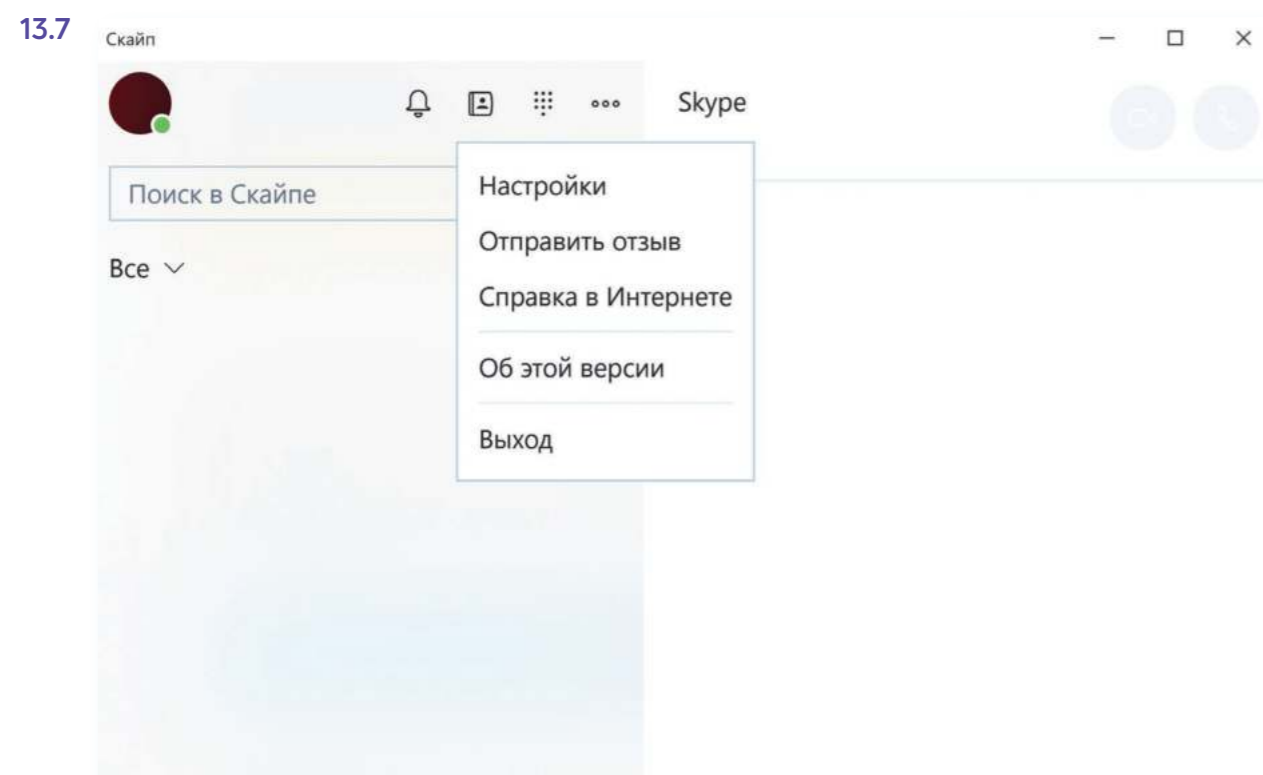 13.7
Скайп
Skype
Поиск в Скайпе
Все
Настройки
Отправить отзыв
Справка в Интернете
Об этой версии
Выход